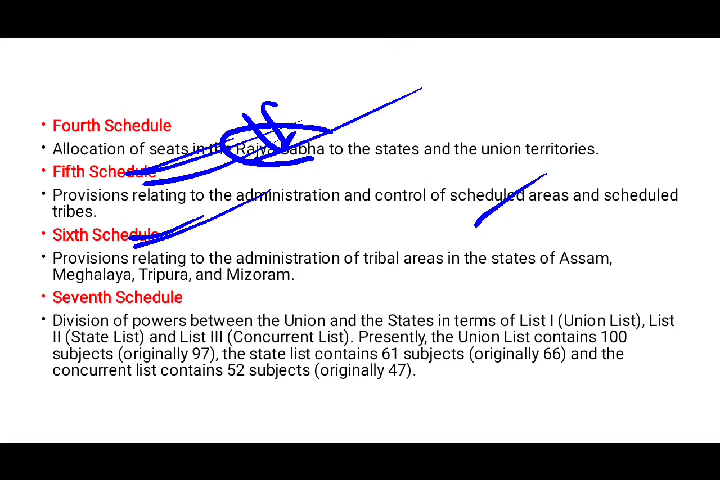 • Fourth Schedule
• Allocation of seats in the Rajya Sabha to the states and the union territories.
• Fifth Schedule
• Provisions relating to the administration and control of scheduled areas and scheduled
tribes.
• Sixth Schedule
• Provisions relating to the administration of tribal areas in the states of Assam,
Meghalaya, Tripura, and Mizoram.
• Seventh Schedule
• Division of powers between the Union and the States in terms of List I (Union List), List
II (State List) and List III (Concurrent List). Presently, the Union List contains 100
subjects (originally 97), the state list contains 61 subjects (originally 66) and the
concurrent list contains 52 subjects (originally 47).